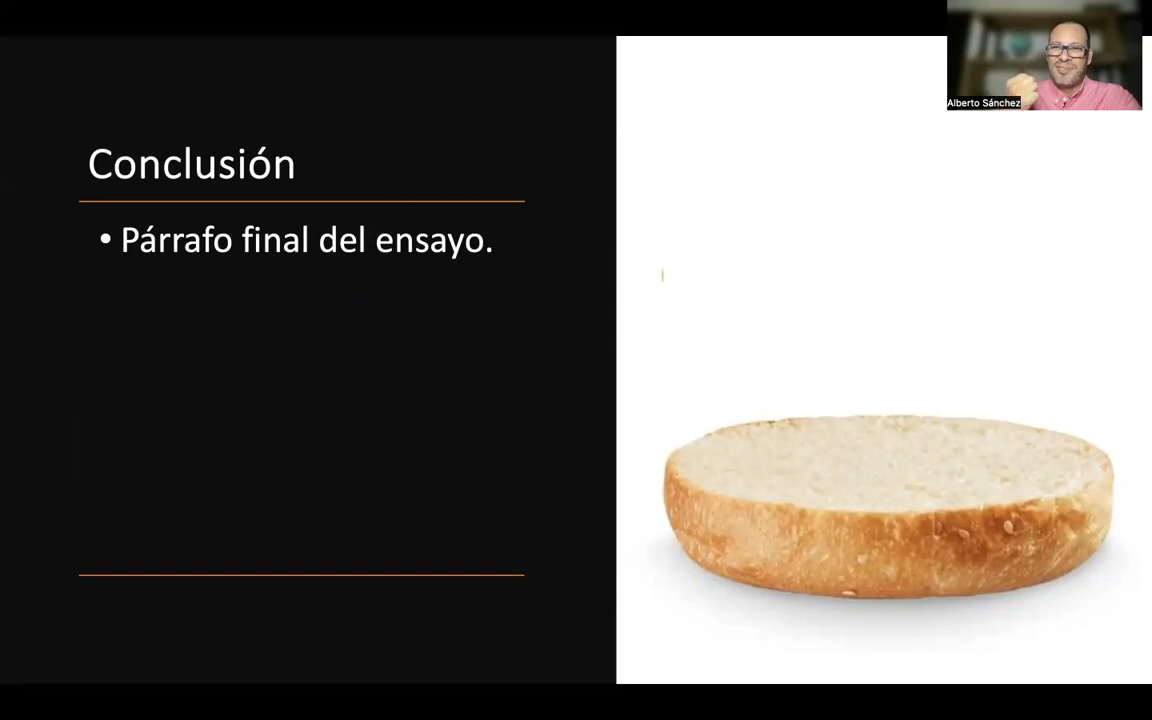 Alberto Sánchez
Conclusión
• Párrafo final del ensayo.